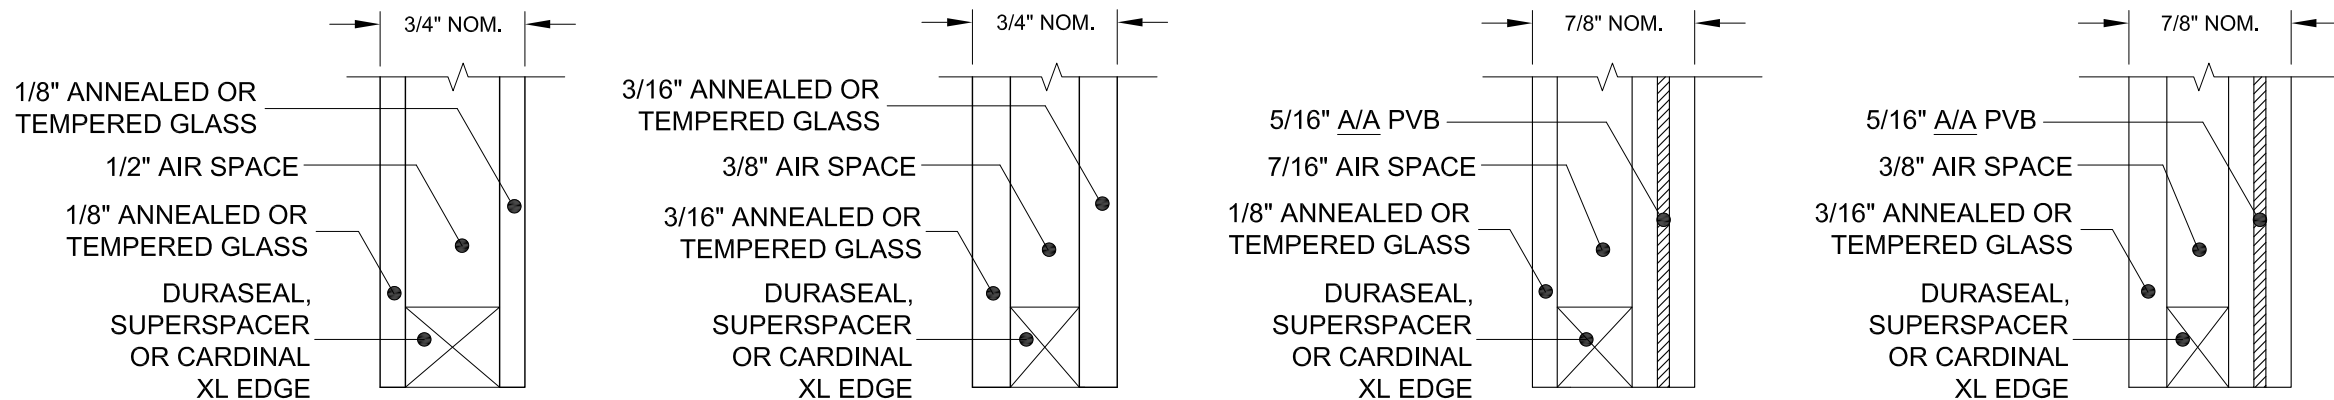 3/4" NOM.
1/8" ANNEALED OR
TEMPERED GLASS
1/2" AIR SPACE
1/8" ANNEALED OR
TEMPERED GLASS
DURASEAL,
SUPERSPACER
OR CARDINAL
XL EDGE
3/4" NOM.
3/16" ANNEALED OR
TEMPERED GLASS
3/8" AIR SPACE
3/16" ANNEALED OR
TEMPERED GLASS
DURASEAL,
SUPERSPACER
OR CARDINAL
XL EDGE
7/8" NOM.
5/16" A/A PVB
7/16" AIR SPACE
1/8" ANNEALED OR
TEMPERED GLASS
DURASEAL,
SUPERSPACER
OR CARDINAL
XL EDGE
7/8" NOM.
5/16" A/A PVB
3/8" AIR SPACE
3/16" ANNEALED OR
TEMPERED GLASS
DURASEAL,
SUPERSPACER
OR CARDINAL
XL EDGE